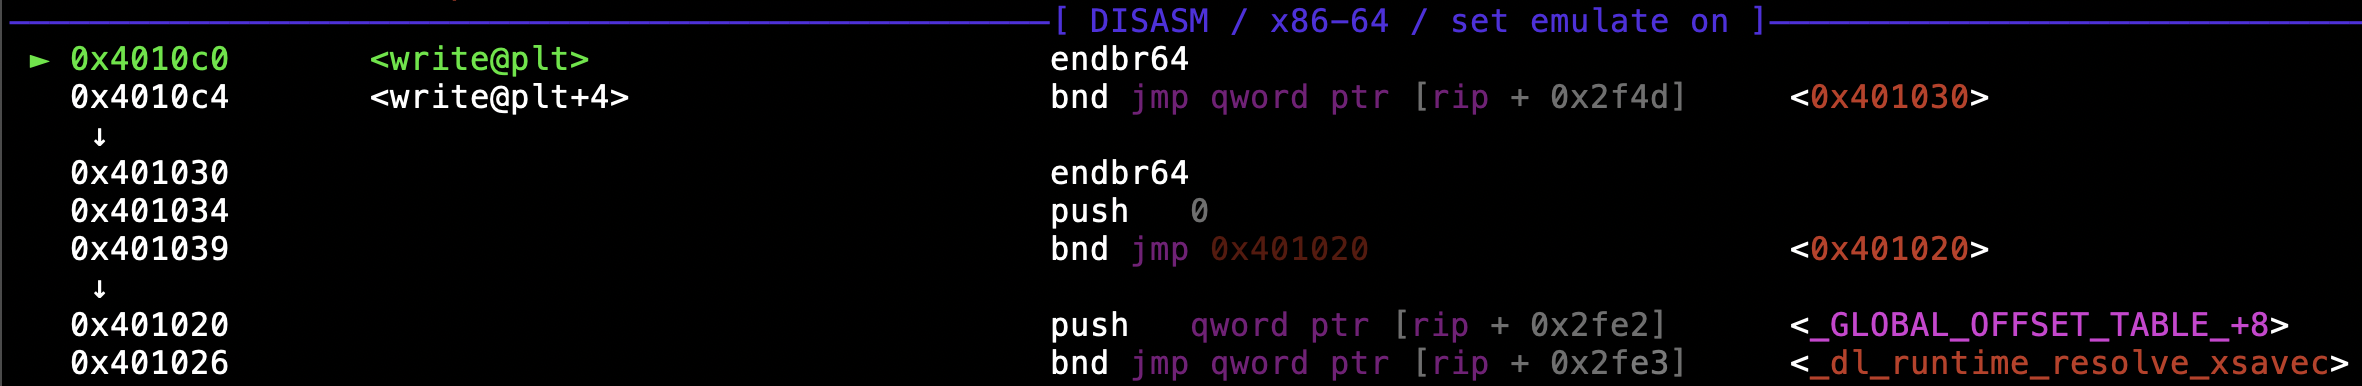 [ DISASM / x86-64 / set emulate on ]
► 0x4010c0 <write@plt> endbr64
0x4010c4 <write@plt+4> bnd jmp qword ptr [rip + 0x2f4d] <0x401030>
↓
0x401030 endbr64
0x401034 push 0
0x401039 bnd jmp 0x401020 <0x401020>
↓
0x401020 push qword ptr [rip + 0x2fe2] <_GLOBAL_OFFSET_TABLE_+8>
0x401026 bnd jmp qword ptr [rip + 0x2fe3] <_dl_runtime_resolve_xsavec>